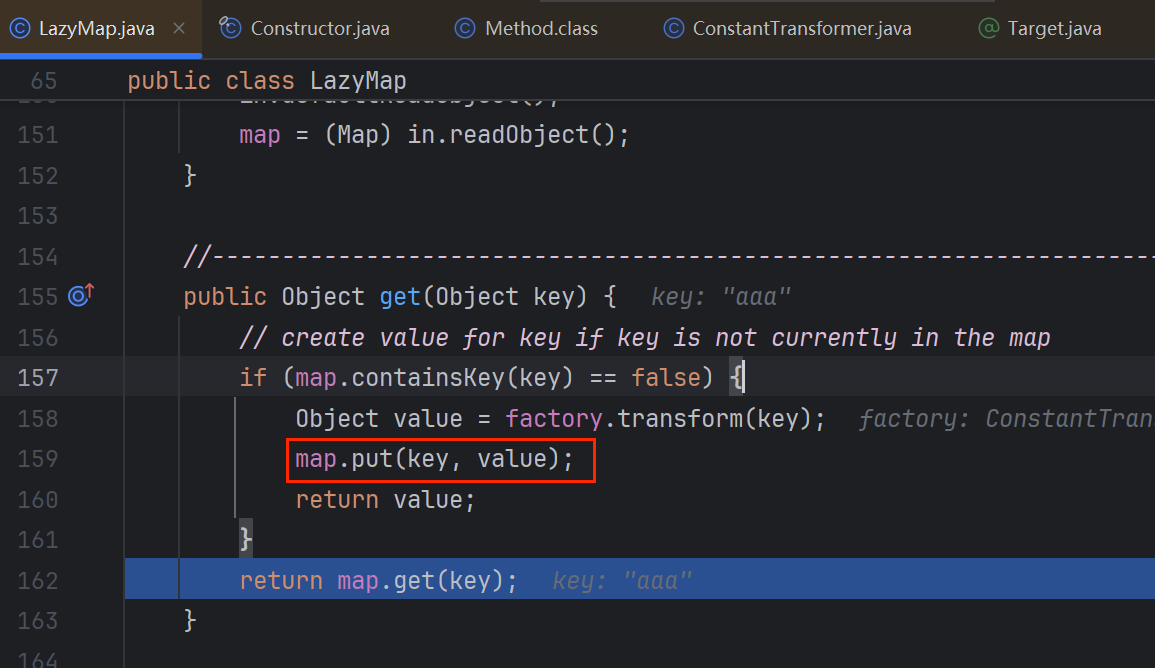 LazyMap.java × Constructor.java Method.class ConstantTransformer.java Target.java
65 public class LazyMap
151 map = (Map) in.readObject();
152 }
153
154 //--------------------------------------------------------------------
155 public Object get(Object key) { key: "aaa"
156 // create value for key if key is not currently in the map
157 if (map.containsKey(key) == false) {
158 Object value = factory.transform(key); factory: ConstantTran
159 map.put(key, value);
160 return value;
161 }
162 return map.get(key); key: "aaa"
163 }
164